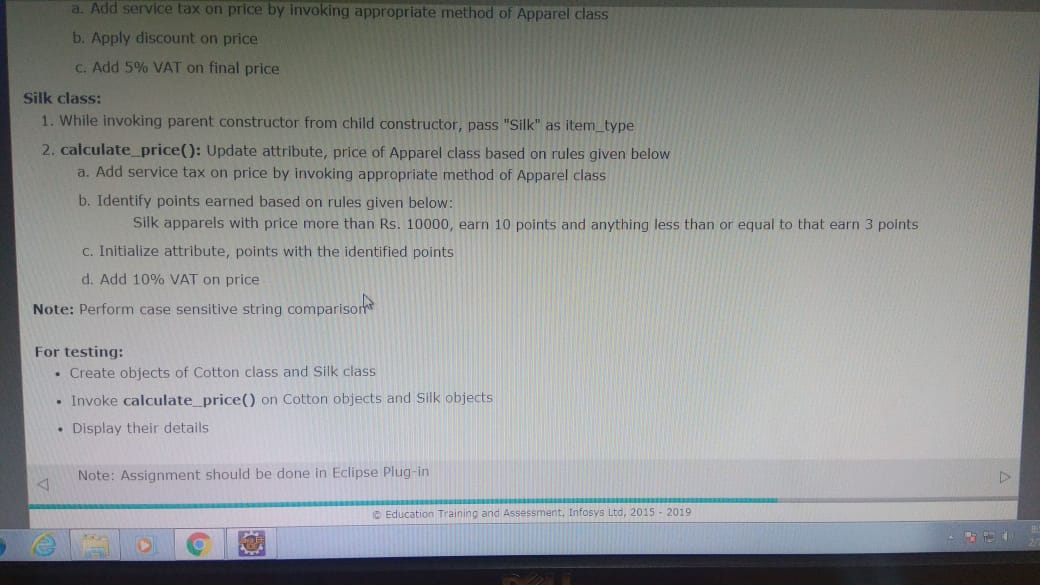 a. Add service tax on price by invoking appropriate method of Apparel class
b. Apply discount on price
c. Add 5% VAT on final price
Silk class:
1. While invoking parent constructor from child constructor, pass "Silk" as item_type
2. calculate_price(): Update attribute, price of Apparel class based on rules given below
a. Add service tax on price by invoking appropriate method of Apparel class
b. Identify points earned based on rules given below:
Silk apparels with price more than Rs. 10000, earn 10 points and anything less than or equal to that earn 3 points
c. Initialize attribute, points with the identified points
d. Add 10% VAT on price
Note: Perform case sensitive string comparison
For testing:
• Create objects of Cotton class and Silk class
• Invoke calculate_price() on Cotton objects and Silk objects
• Display their details
Note: Assignment should be done in Eclipse Plug-in
© Education Training and Assessment, Infosys Ltd, 2015 - 2019